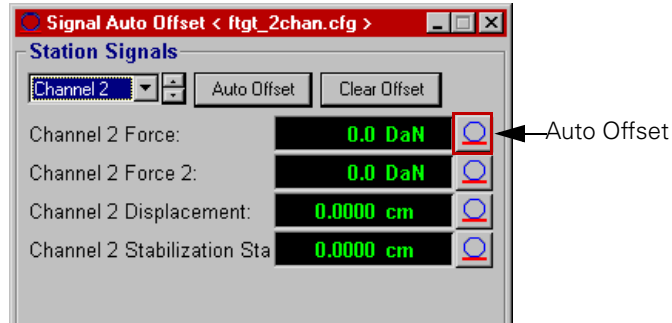 Signal Auto Offset < ftgt_2chan.cfg >
Station Signals
Channel 2 Auto Offset Clear Offset
Channel 2 Force: 0.0 DaN Auto Offset
Channel 2 Force 2: 0.0 DaN
Channel 2 Displacement: 0.0000 cm
Channel 2 Stabilization Sta 0.0000 cm